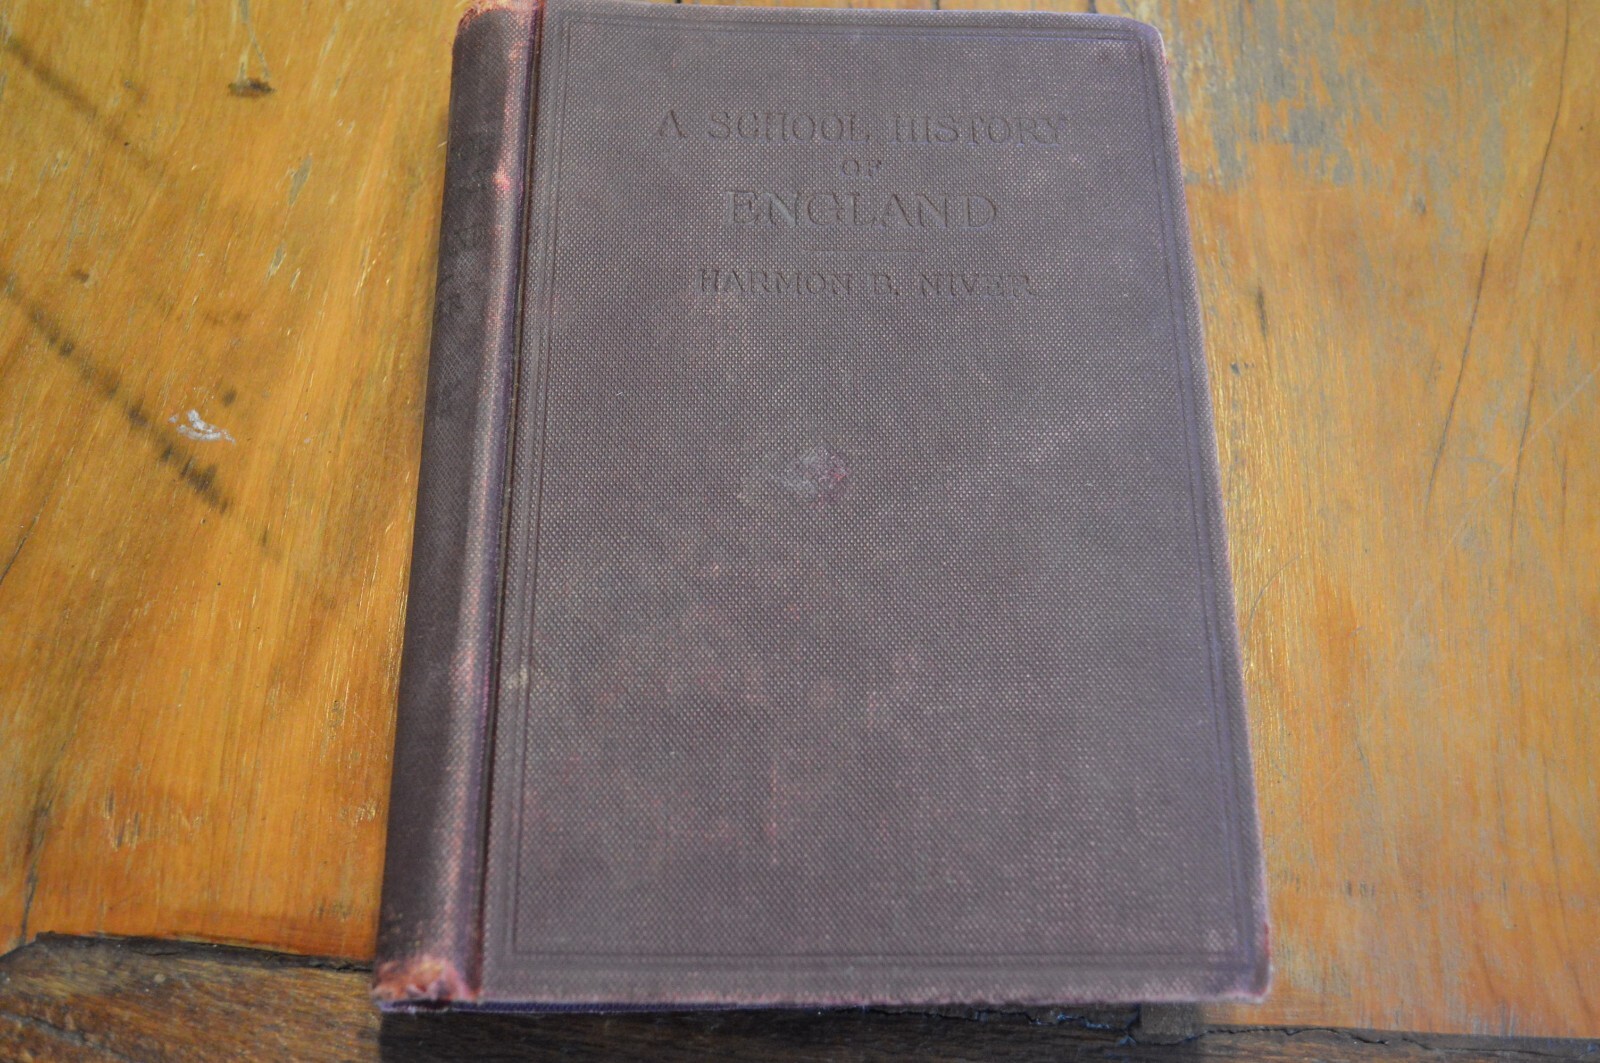 A SCHOOL HISTORY
OF
ENGLAND
HARMON B. NIVER